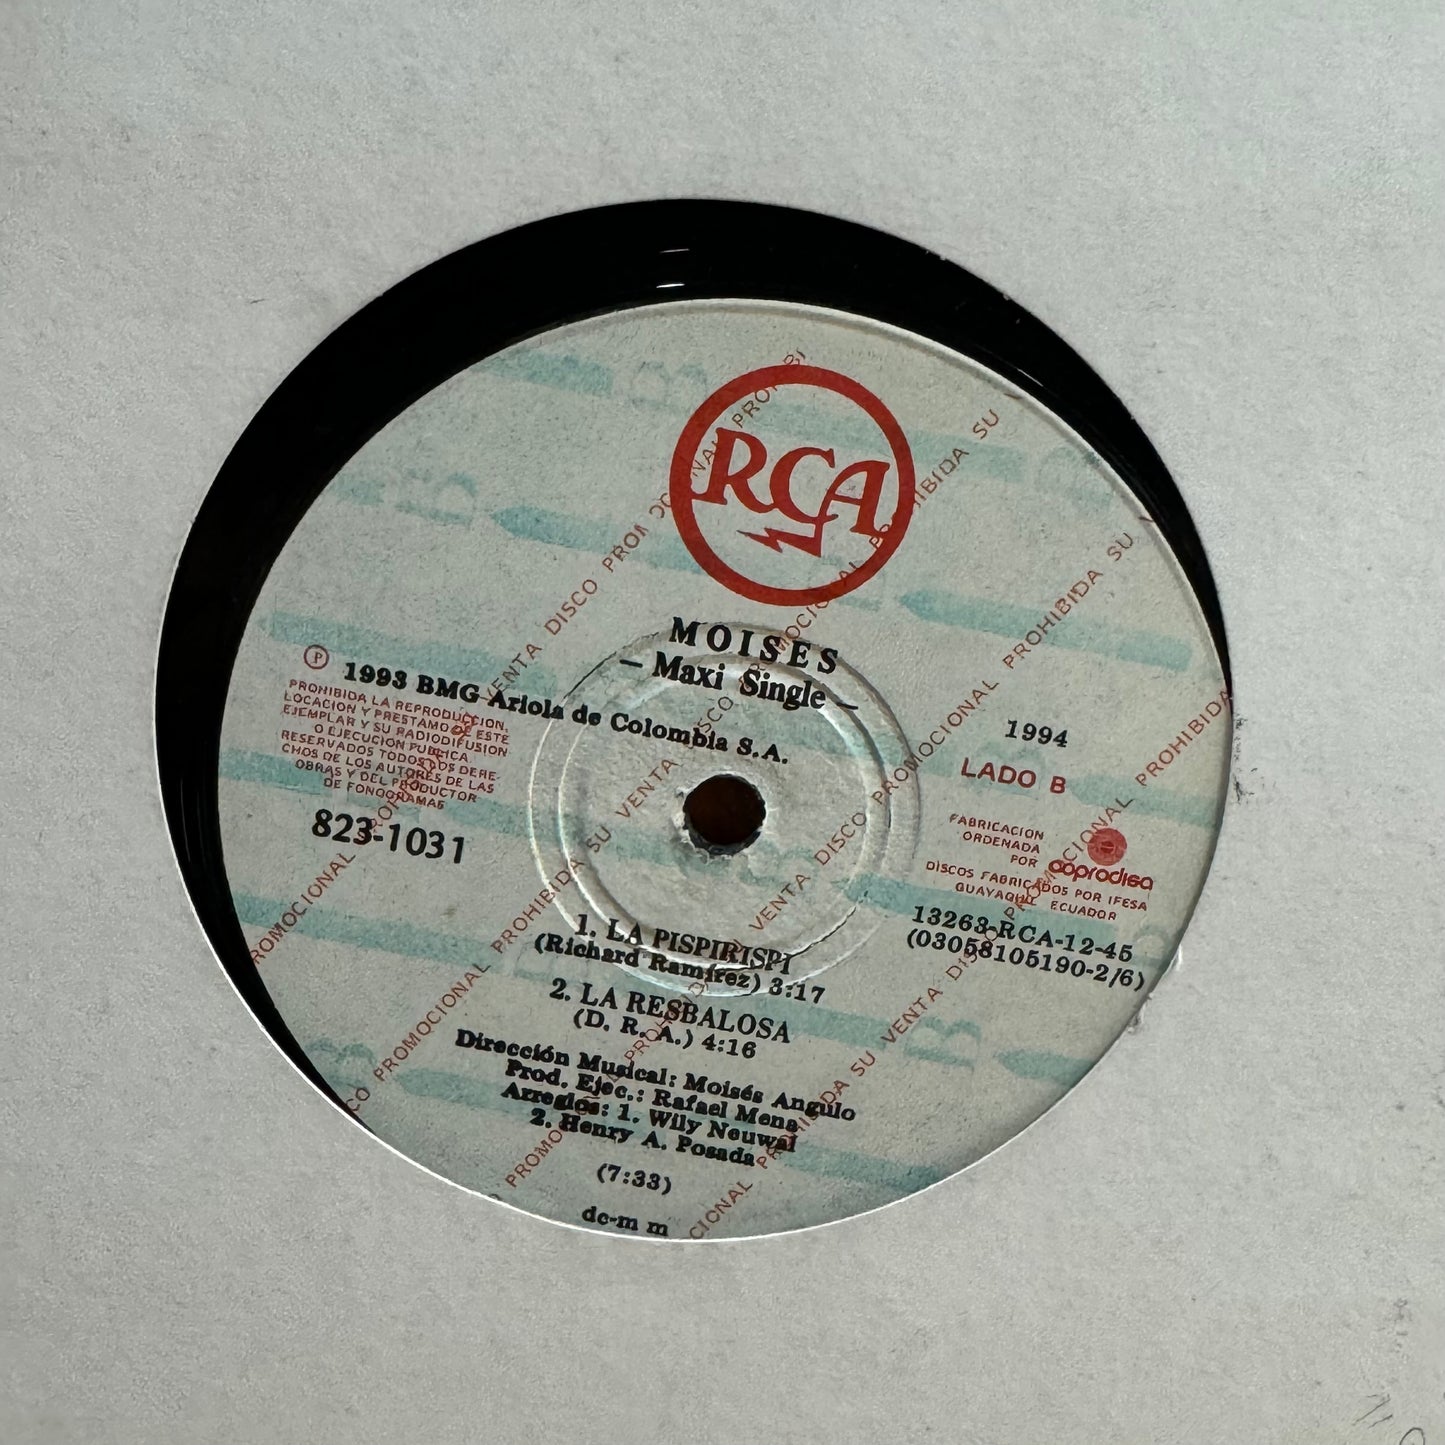 RCA
MOISES
— Maxi Single —
Ⓟ 1993 BMG Ariola de Colombia S.A.
PROHIBIDA LA REPRODUCCION,
LOCACION Y PRESTAMO DE ESTE
EJEMPLAR Y SU RADIODIFUSION
O EJECUCION PUBLICA
RESERVADOS TODOS LOS DERE-
CHOS DE LOS AUTORES DE LAS
OBRAS Y DEL PRODUCTOR
DE FONOGRAMAS
823-1031
1994
LADO B
FABRICACION
ORDENADA
POR
coprodisa
DISCOS FABRICADOS POR IFESA
GUAYAQUIL ECUADOR
13263-RCA-12-45
(03058105190-2/6)
1. LA PISPIRISPI
(Richard Ramírez) 3:17
2. LA RESBALOSA
(D. R. A.) 4:16
Dirección Musical: Moisés Angulo
Prod. Ejec.: Rafael Mena
Arreglos: 1. Wily Neuwal
2. Henry A. Posada
(7:33)
dc-m m
DISCO PROMOCIONAL PROHIBIDA SU VENTA